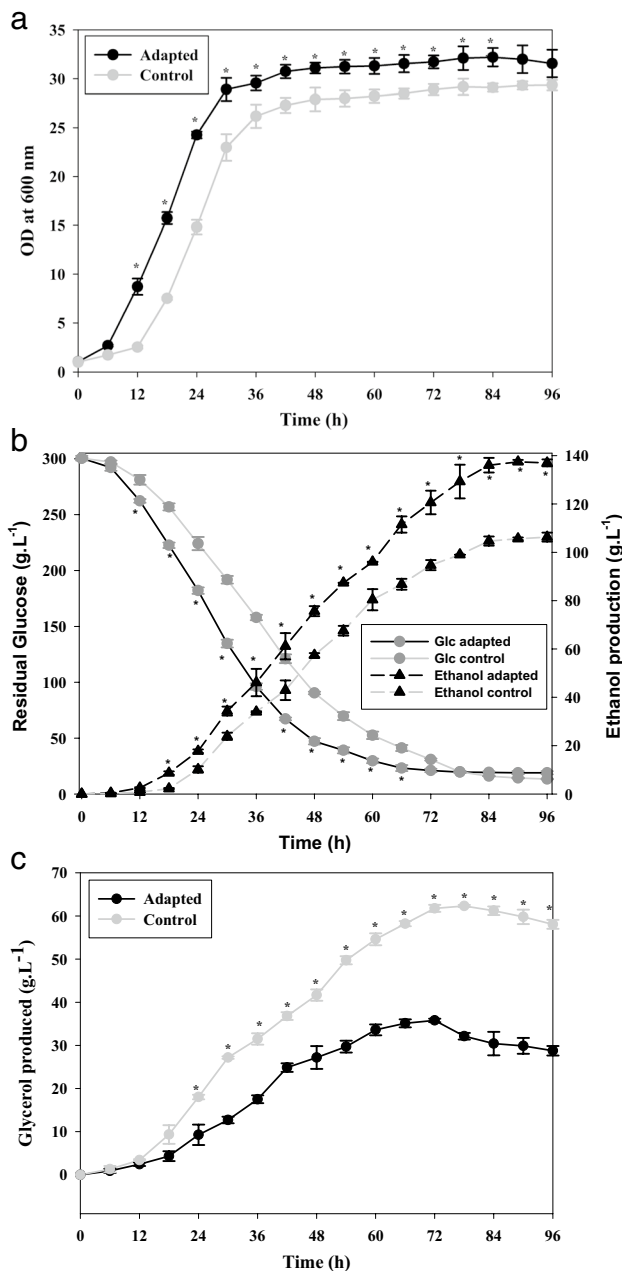 a
35
30
25
20
15
10
5
0
OD at 600 nm
Adapted
Control
* * * * * * * * * * * * *
0 12 24 36 48 60 72 84 96
Time (h)
b
300
250
200
150
100
50
0
Residual Glucose (g.L-1)
140
120
100
80
60
40
20
0
Ethanol production (g.L-1)
Glc adapted
Glc control
Ethanol adapted
Ethanol control
0 12 24 36 48 60 72 84 96
Time (h)
c
70
60
50
40
30
20
10
0
Glycerol produced (g.L-1)
Adapted
Control
* * * * * * * * * * * * *
0 12 24 36 48 60 72 84 96
Time (h)